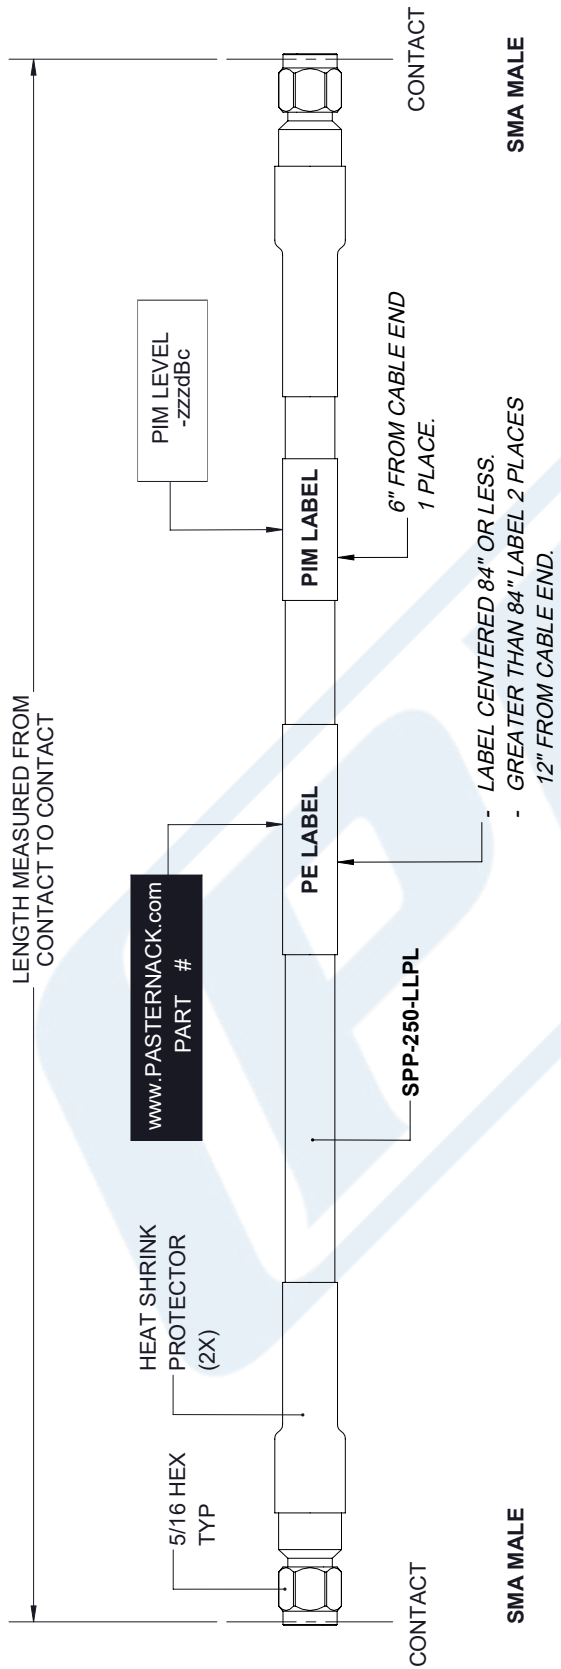 LENGTH MEASURED FROM
CONTACT TO CONTACT
5/16 HEX
TYP
HEAT SHRINK
PROTECTOR
(2X)
www.PASTERNACK.com
PART #
PIM LEVEL
-zzzdBc
PE LABEL
PIM LABEL
SPP-250-LLPL
6" FROM CABLE END
1 PLACE.
- LABEL CENTERED 84" OR LESS.
- GREATER THAN 84" LABEL 2 PLACES
12" FROM CABLE END.
CONTACT
CONTACT
SMA MALE
SMA MALE